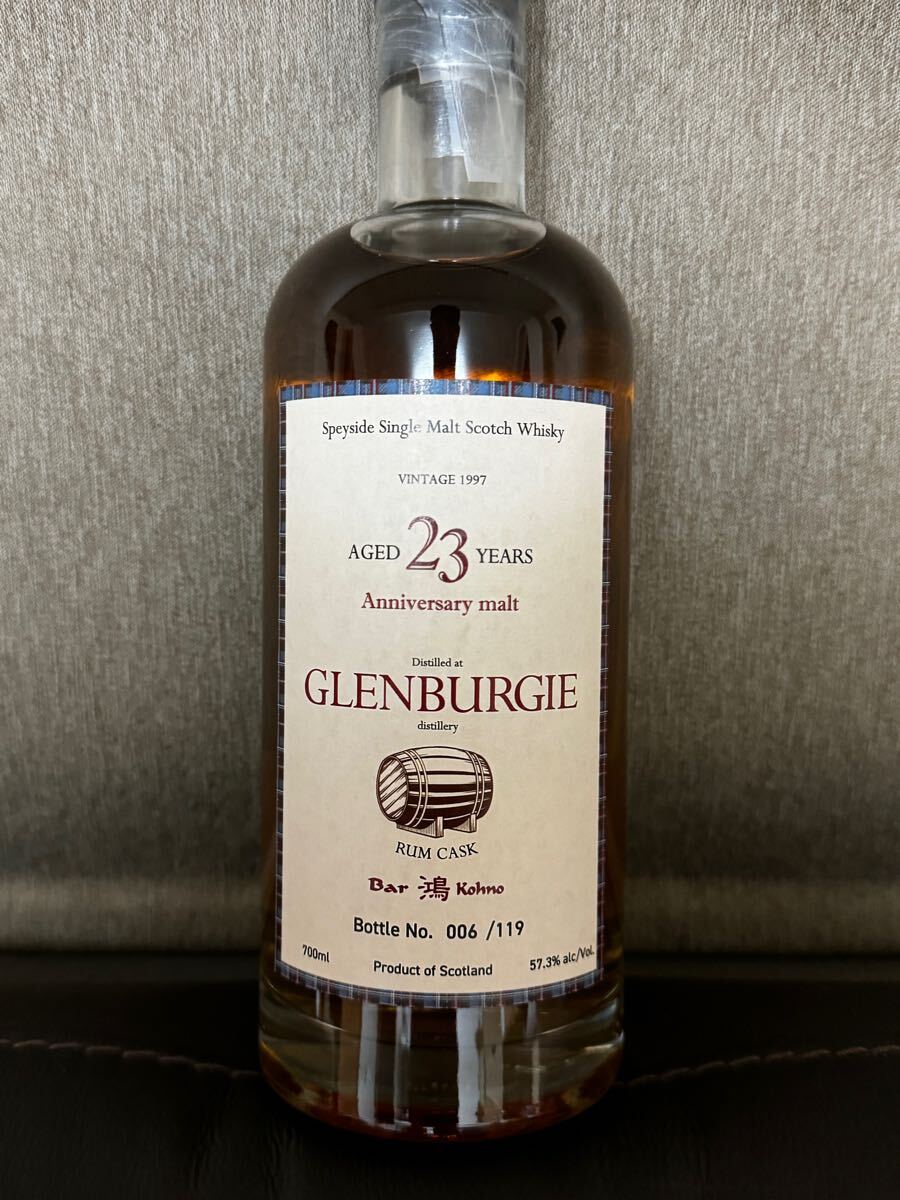 Speyside Single Malt Scotch Whisky
VINTAGE 1997
AGED 23 YEARS
Anniversary malt
Distilled at
GLENBURGIE
distillery
RUM CASK
Bar 鴻 Kohno
Bottle No. 006 /119
700ml Product of Scotland 57.3% alc/Vol.